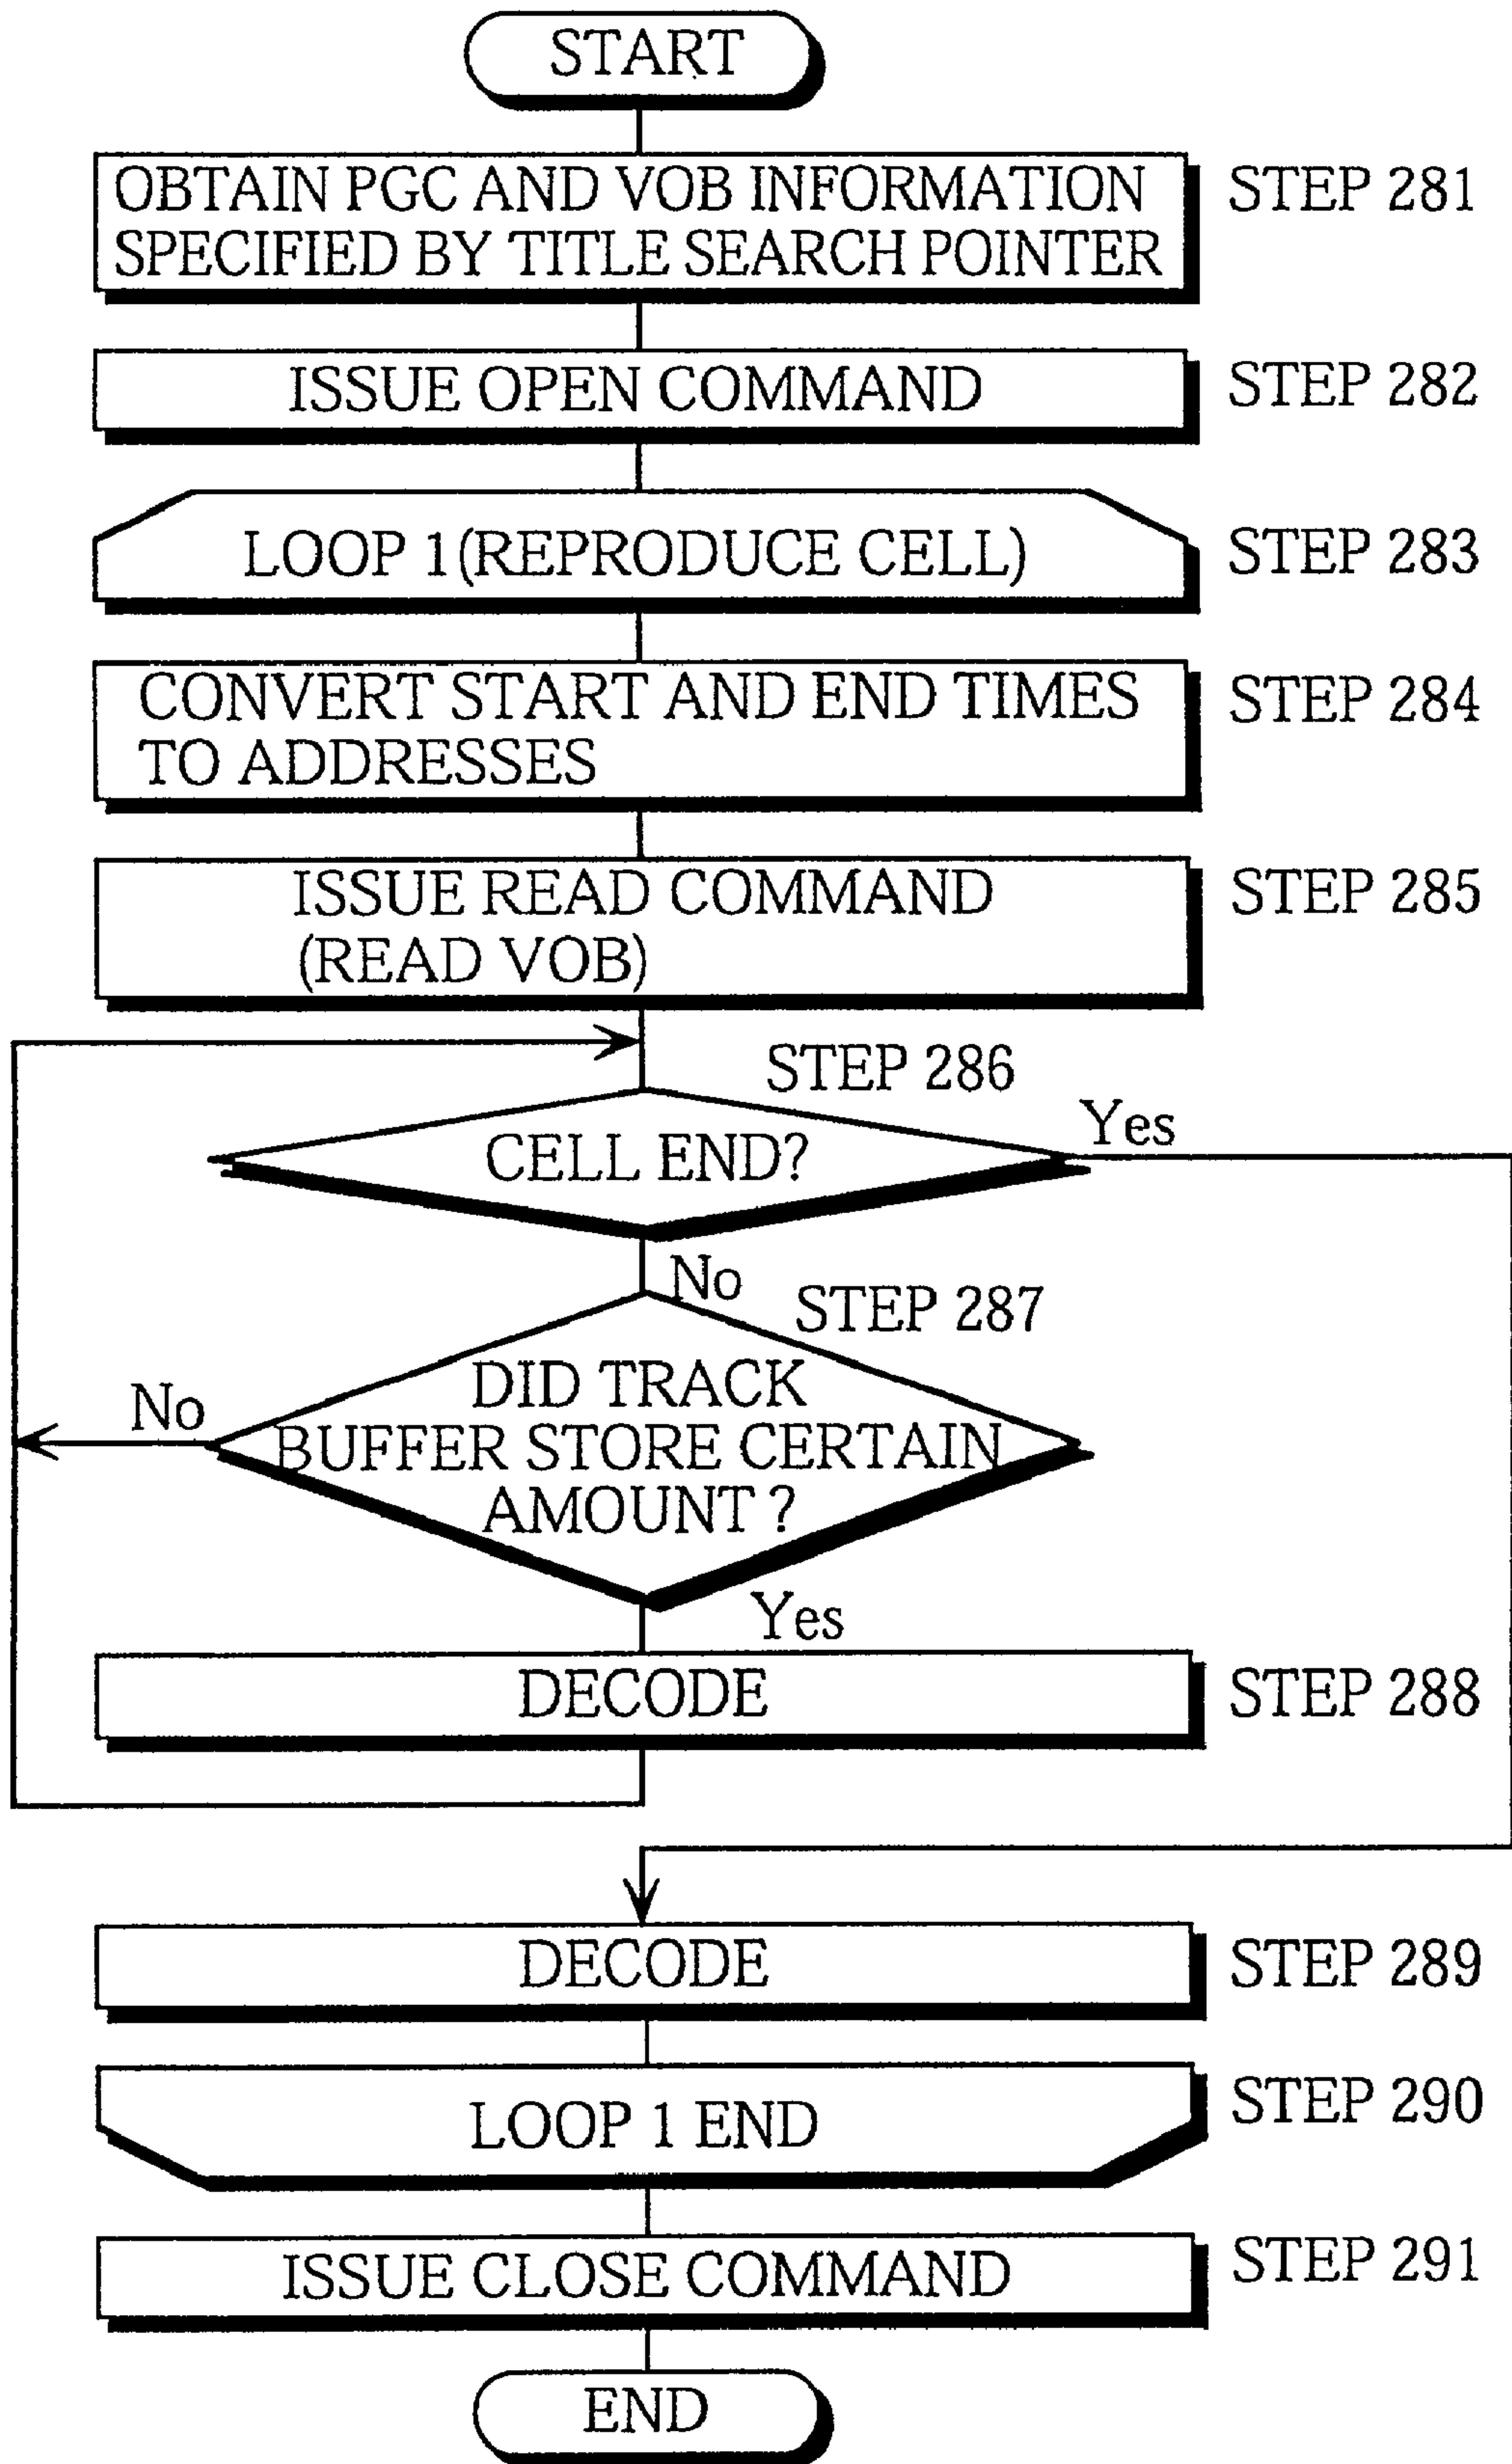 START
OBTAIN PGC AND VOB INFORMATION
SPECIFIED BY TITLE SEARCH POINTER
STEP 281
ISSUE OPEN COMMAND
STEP 282
LOOP 1 (REPRODUCE CELL)
STEP 283
CONVERT START AND END TIMES
TO ADDRESSES
STEP 284
ISSUE READ COMMAND
(READ VOB)
STEP 285
STEP 286
CELL END?
Yes
No
STEP 287
DID TRACK
BUFFER STORE CERTAIN
AMOUNT ?
No
Yes
DECODE
STEP 288
DECODE
STEP 289
LOOP 1 END
STEP 290
ISSUE CLOSE COMMAND
STEP 291
END